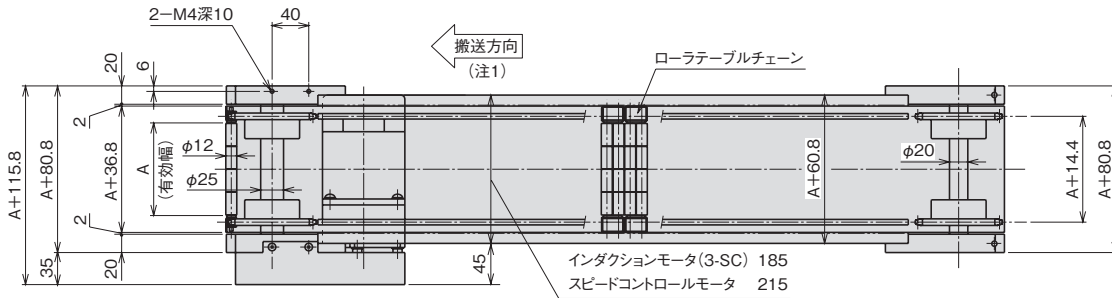 2－M4深10
40
搬送方向
(注1)
ローラテーブルチェーン
20
6
2
φ12
φ25
A
(有効幅)
A+36.8
A+80.8
A+115.8
2
20
35
45
A+60.8
φ20
A+14.4
A+80.8
インダクションモータ(3-SC) 185
スピードコントロールモータ 215